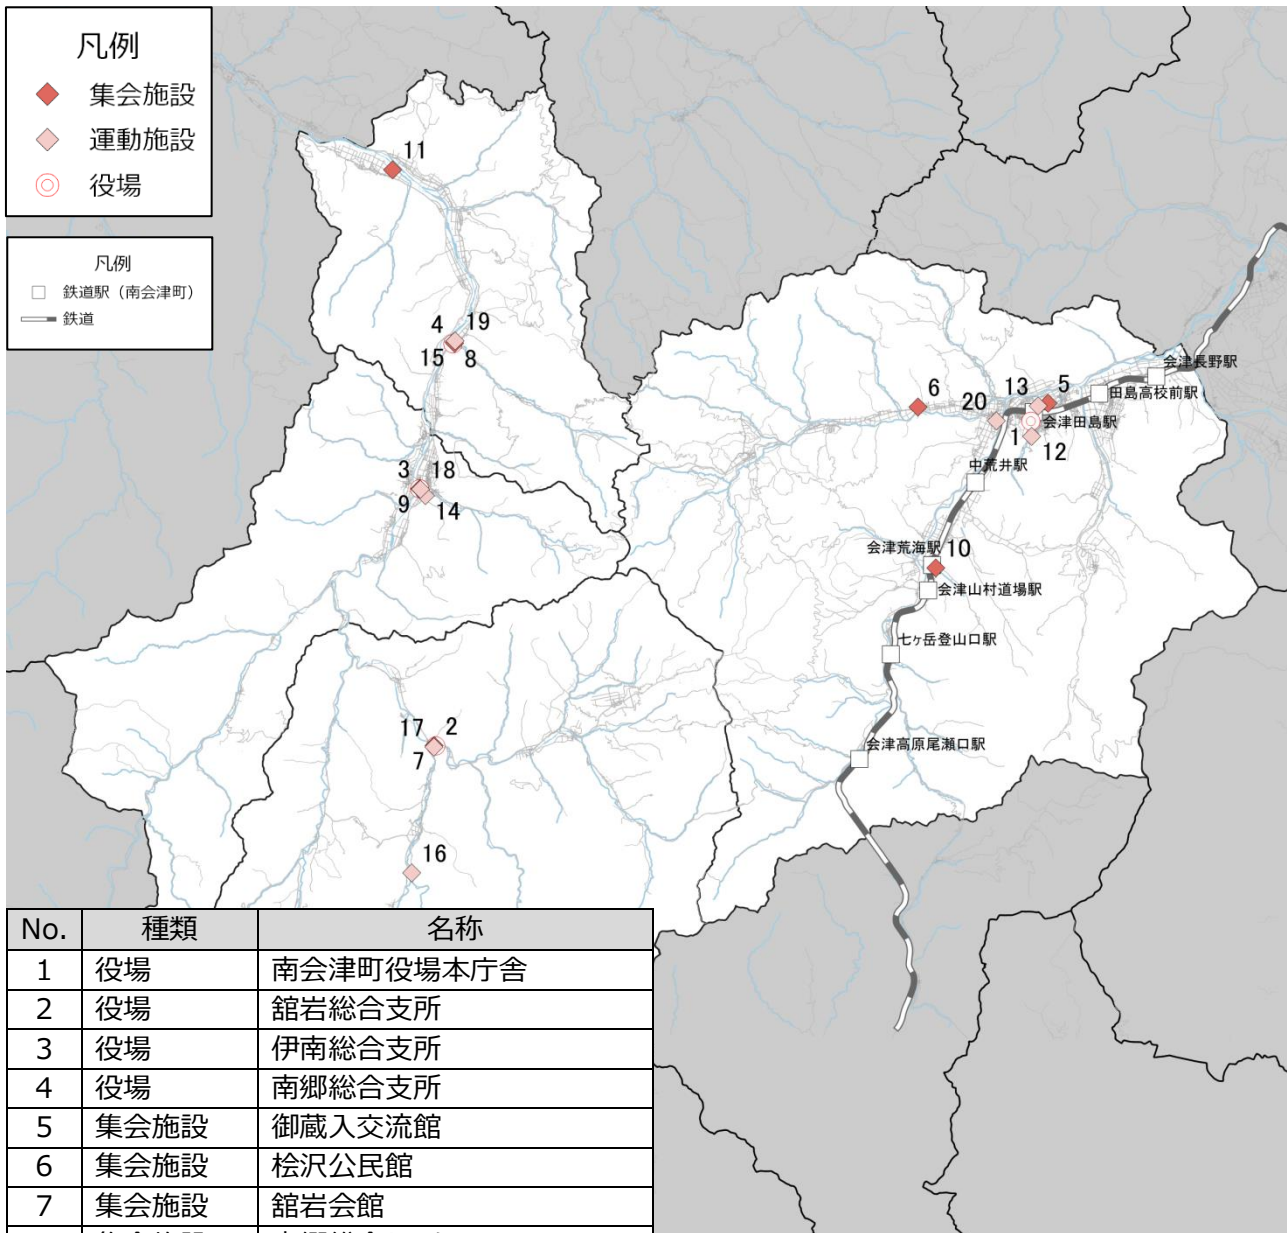 凡例
集会施設
運動施設
役場
凡例
鉄道駅（南会津町）
鉄道
11
4 19
15 8
3 18
9 14
17 2
7
16
6
20
13
5
会津長野駅
田島高校前駅
会津田島駅
1
12
中荒井駅
会津荒海駅
10
会津山村道場駅
七ヶ岳登山口駅
会津高原尾瀬口駅
No. 種類 名称
1 役場 南会津町役場本庁舎
2 役場 舘岩総合支所
3 役場 伊南総合支所
4 役場 南郷総合支所
5 集会施設 御蔵入交流館
6 集会施設 桧沢公民館
7 集会施設 舘岩会館